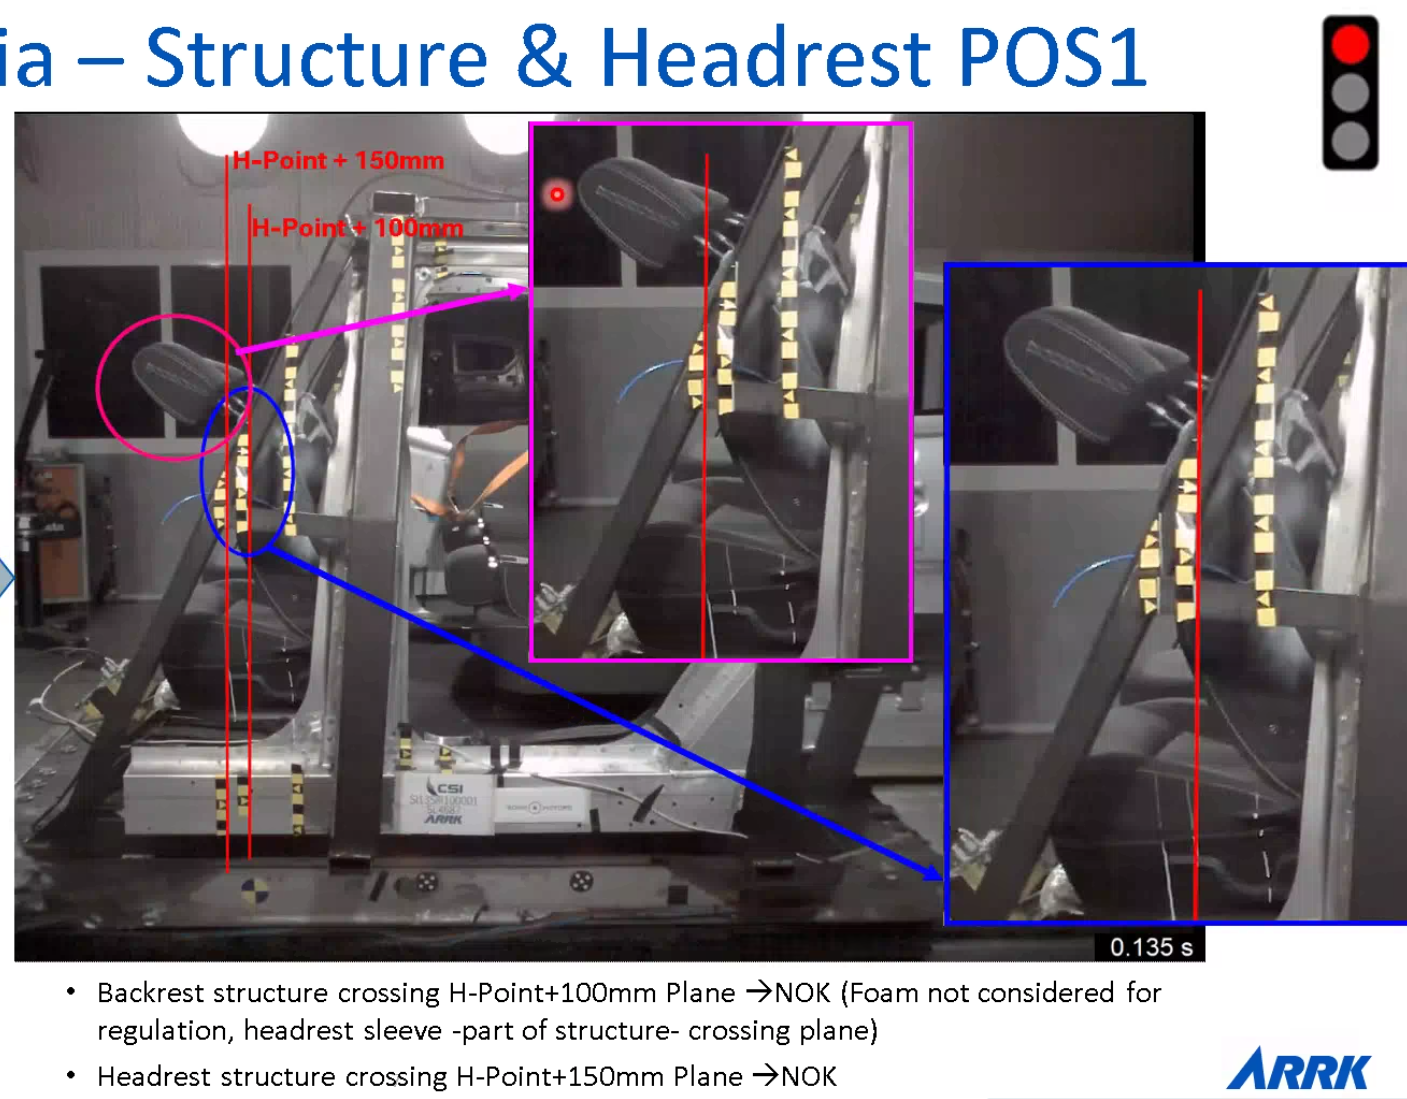 ia – Structure & Headrest POS1
H-Point + 150mm
H-Point + 100mm
CSI
ARRK
0.135 s
• Backrest structure crossing H-Point+100mm Plane →NOK (Foam not considered for
regulation, headrest sleeve -part of structure- crossing plane)
• Headrest structure crossing H-Point+150mm Plane →NOK
ARRK